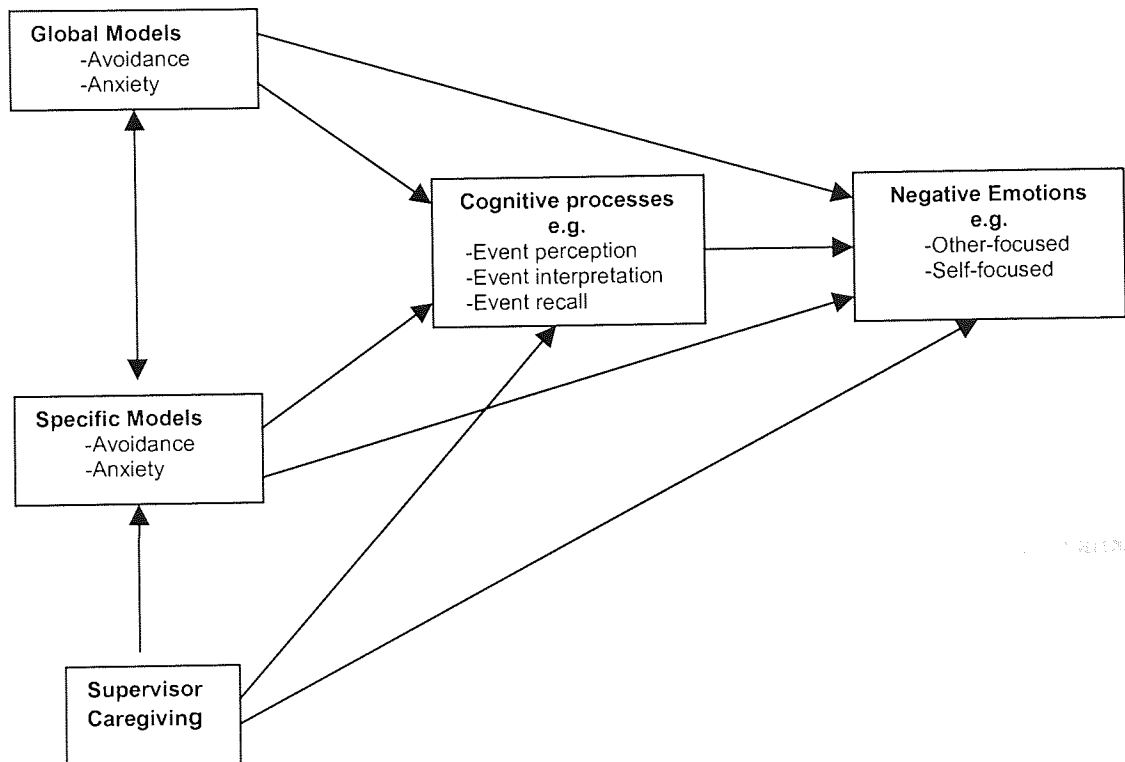 Global Models
-Avoidance
-Anxiety
Cognitive processes
e.g.
-Event perception
-Event interpretation
-Event recall
Negative Emotions
e.g.
-Other-focused
-Self-focused
Specific Models
-Avoidance
-Anxiety
Supervisor
Caregiving